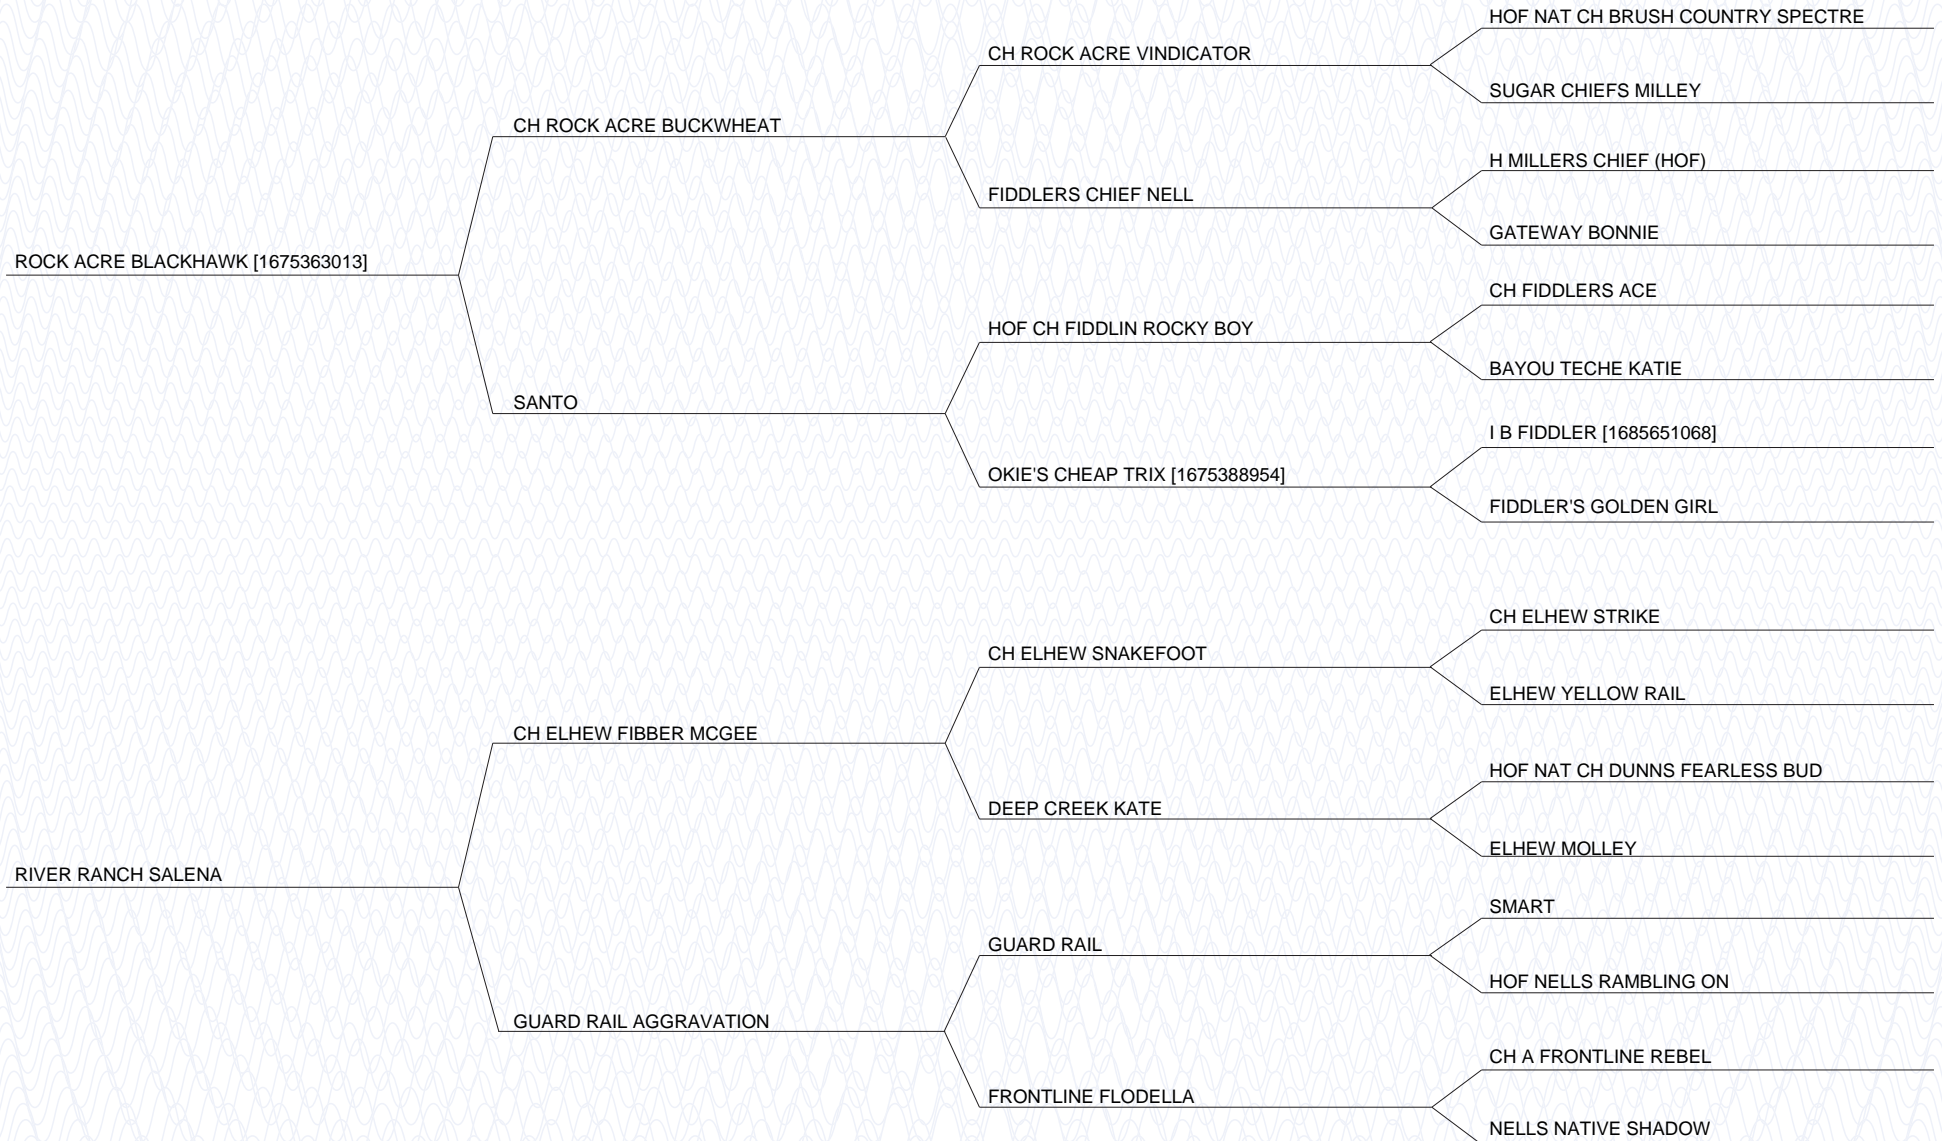 HOF NAT CH BRUSH COUNTRY SPECTRE
CH ROCK ACRE VINDICATOR
SUGAR CHIEFS MILLEY
CH ROCK ACRE BUCKWHEAT
H MILLERS CHIEF (HOF)
FIDDLERS CHIEF NELL
GATEWAY BONNIE
ROCK ACRE BLACKHAWK [1675363013]
CH FIDDLERS ACE
HOF CH FIDDLIN ROCKY BOY
BAYOU TECHE KATIE
SANTO
I B FIDDLER [1685651068]
OKIE'S CHEAP TRIX [1675388954]
FIDDLER'S GOLDEN GIRL
CH ELHEW STRIKE
CH ELHEW SNAKEFOOT
ELHEW YELLOW RAIL
CH ELHEW FIBBER MCGEE
HOF NAT CH DUNNS FEARLESS BUD
DEEP CREEK KATE
ELHEW MOLLEY
RIVER RANCH SALENA
SMART
GUARD RAIL
HOF NELLS RAMBLING ON
GUARD RAIL AGGRAVATION
CH A FRONTLINE REBEL
FRONTLINE FLODELLA
NELLS NATIVE SHADOW